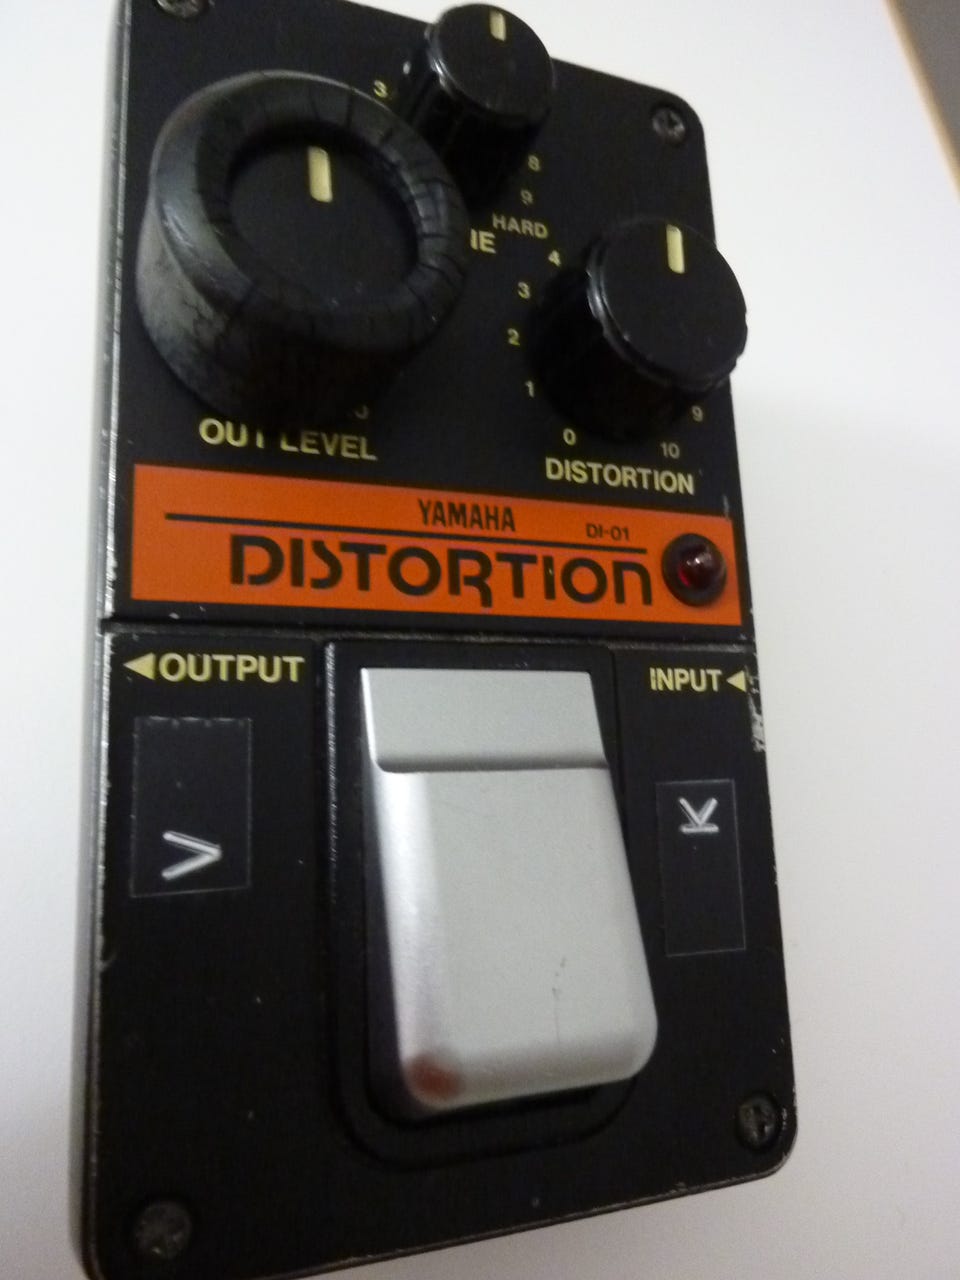 3
8
9
HARD
NE
4
3
2
1
0
9
10
OUT LEVEL
DISTORTION
YAMAHA
DI-01
DISTORTION
OUTPUT
INPUT
V
K